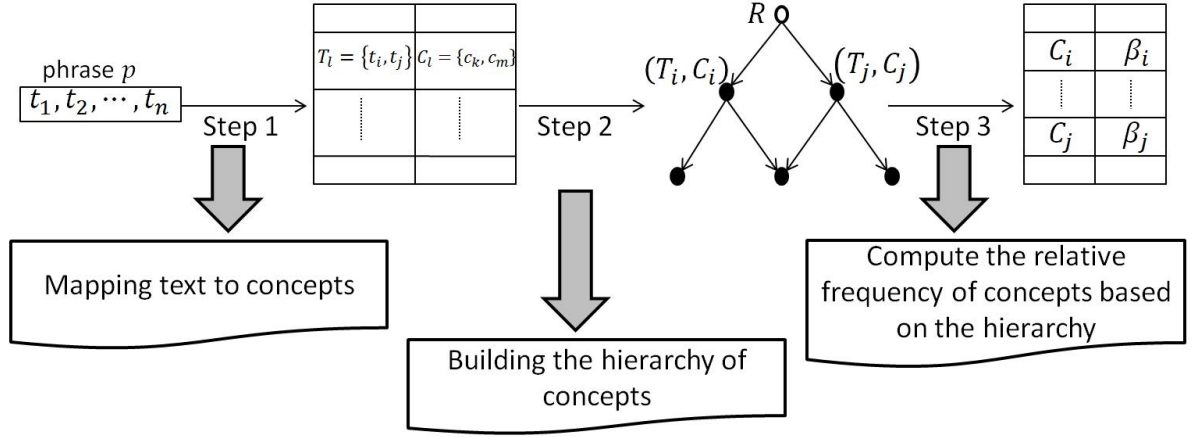 phrase p
t₁, t₂, ⋯, tₙ
Step 1
Tₗ = {tᵢ, tⱼ} Cₗ = {cₖ, cₘ}
Step 2
R
(Tᵢ, Cᵢ) (Tⱼ, Cⱼ)
Step 3
Cᵢ βᵢ
Cⱼ βⱼ
Mapping text to concepts
Building the hierarchy of
concepts
Compute the relative
frequency of concepts based
on the hierarchy